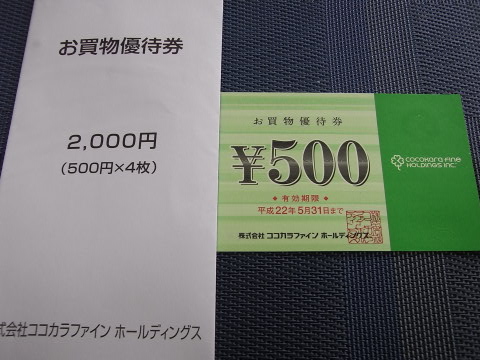 お買物優待券
2,000円
(500円×4枚)
式会社ココカラファイン ホールディングス
お買物優待券
¥500
有効期限
平成22年5月31日まで
株式会社 ココカラファイン ホールディングス
cocokara fine
HOLDINGS INC.